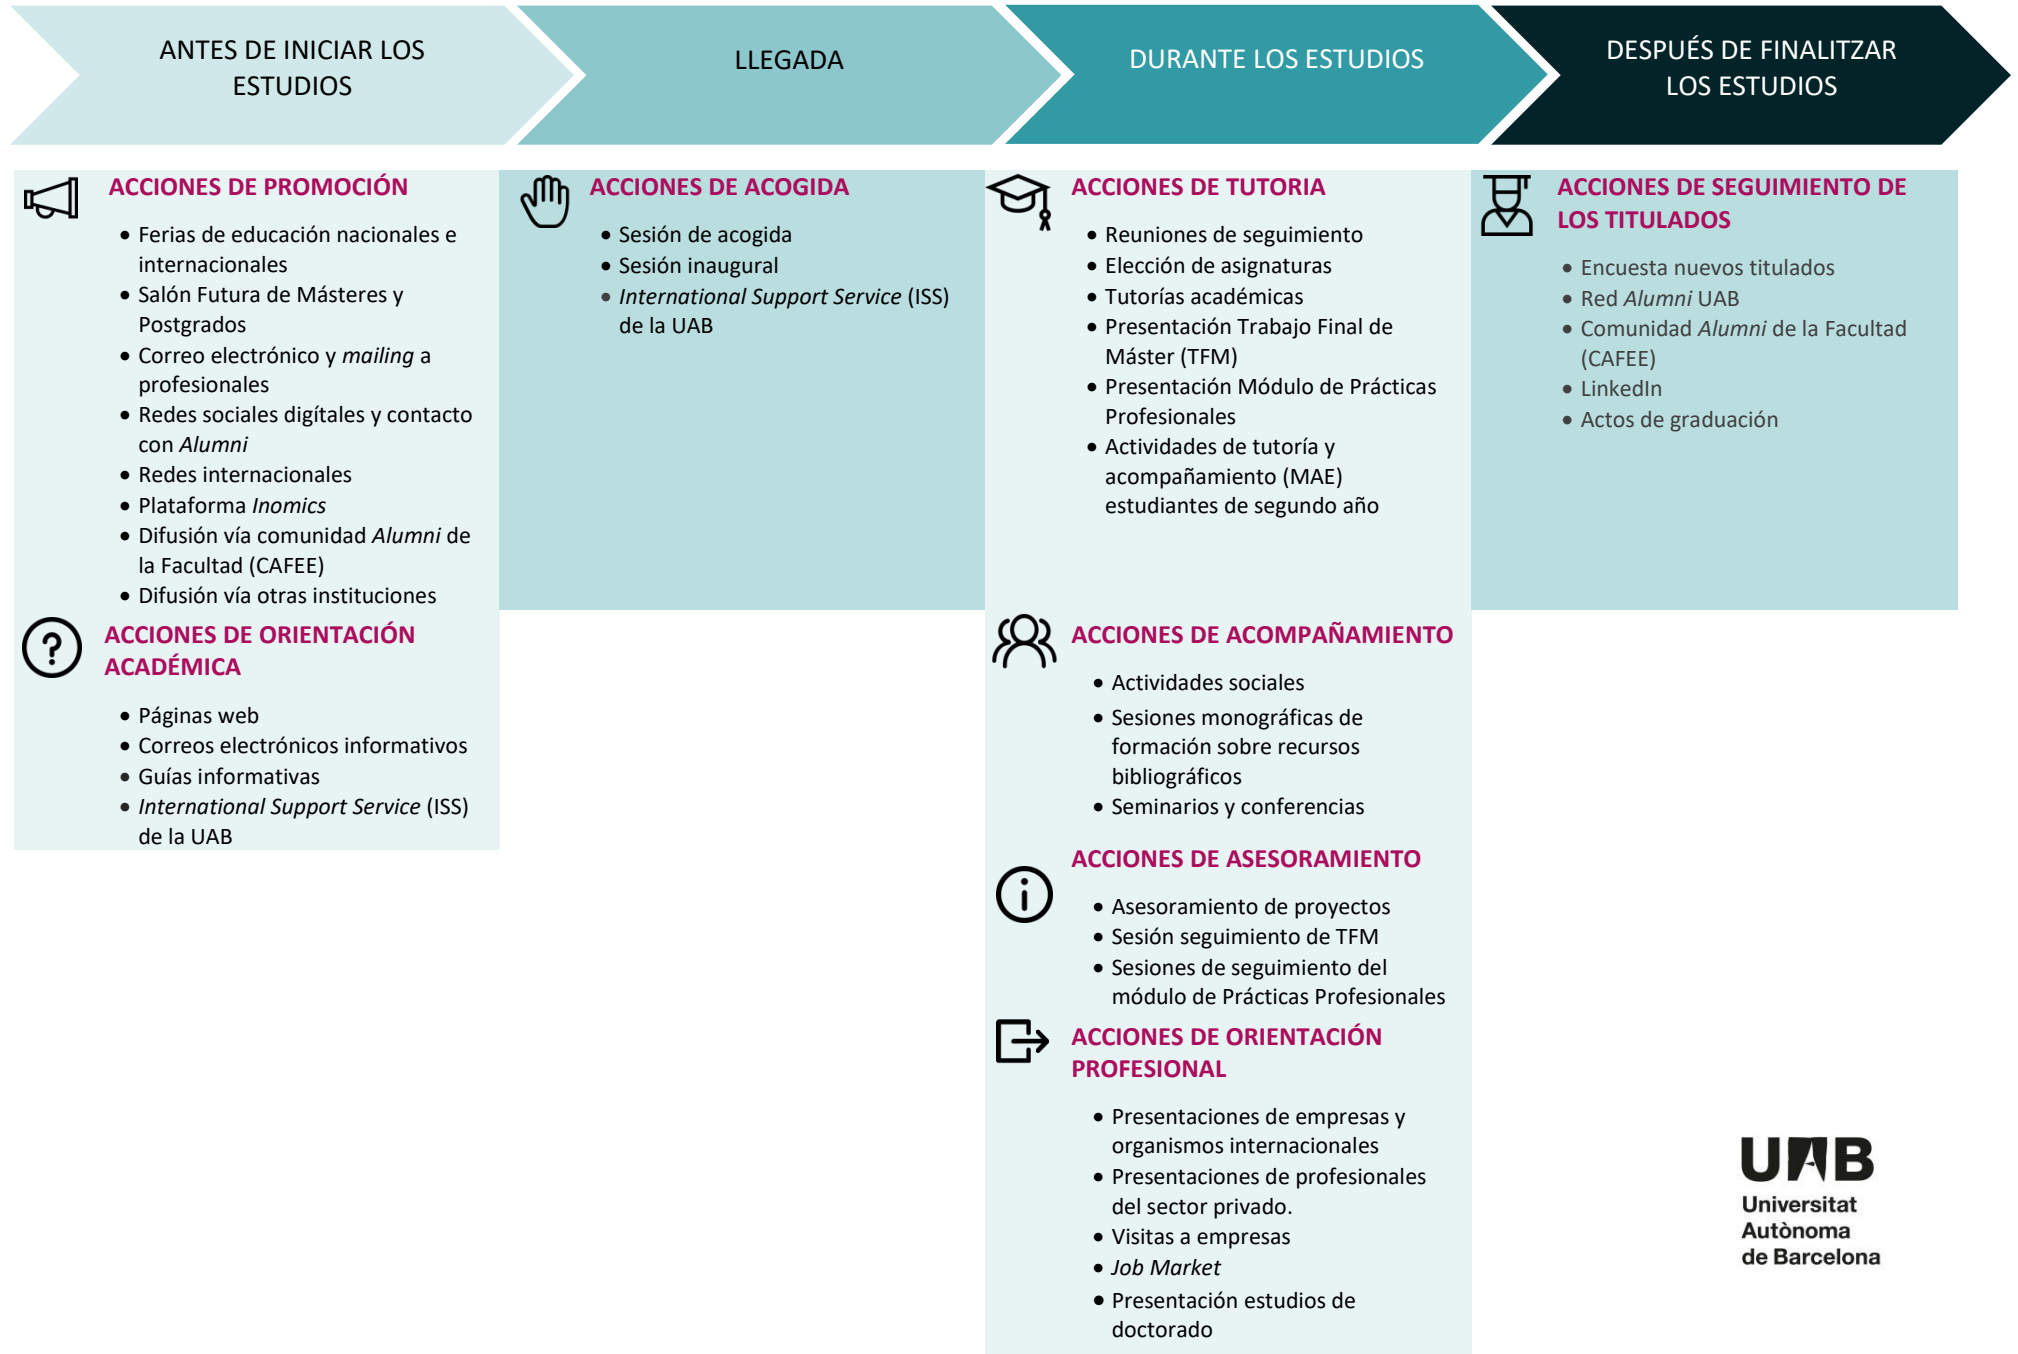 ANTES DE INICIAR LOS
ESTUDIOS
LLEGADA
DURANTE LOS ESTUDIOS
DESPUÉS DE FINALITZAR
LOS ESTUDIOS
ACCIONES DE PROMOCIÓN
• Ferias de educación nacionales e
internacionales
• Salón Futura de Másteres y
Postgrados
• Correo electrónico y mailing a
profesionales
• Redes sociales digítales y contacto
con Alumni
• Redes internacionales
• Plataforma Inomics
• Difusión vía comunidad Alumni de
la Facultad (CAFEE)
• Difusión vía otras instituciones
ACCIONES DE ORIENTACIÓN
ACADÉMICA
• Páginas web
• Correos electrónicos informativos
• Guías informativas
• International Support Service (ISS)
de la UAB
ACCIONES DE ACOGIDA
• Sesión de acogida
• Sesión inaugural
• International Support Service (ISS)
de la UAB
ACCIONES DE TUTORIA
• Reuniones de seguimiento
• Elección de asignaturas
• Tutorías académicas
• Presentación Trabajo Final de
Máster (TFM)
• Presentación Módulo de Prácticas
Profesionales
• Actividades de tutoría y
acompañamiento (MAE)
estudiantes de segundo año
ACCIONES DE ACOMPAÑAMIENTO
• Actividades sociales
• Sesiones monográficas de
formación sobre recursos
bibliográficos
• Seminarios y conferencias
ACCIONES DE ASESORAMIENTO
• Asesoramiento de proyectos
• Sesión seguimiento de TFM
• Sesiones de seguimiento del
módulo de Prácticas Profesionales
ACCIONES DE ORIENTACIÓN
PROFESIONAL
• Presentaciones de empresas y
organismos internacionales
• Presentaciones de profesionales
del sector privado.
• Visitas a empresas
• Job Market
• Presentación estudios de
doctorado
ACCIONES DE SEGUIMIENTO DE
LOS TITULADOS
• Encuesta nuevos titulados
• Red Alumni UAB
• Comunidad Alumni de la Facultad
(CAFEE)
• LinkedIn
• Actos de graduación
UAB
Universitat
Autònoma
de Barcelona